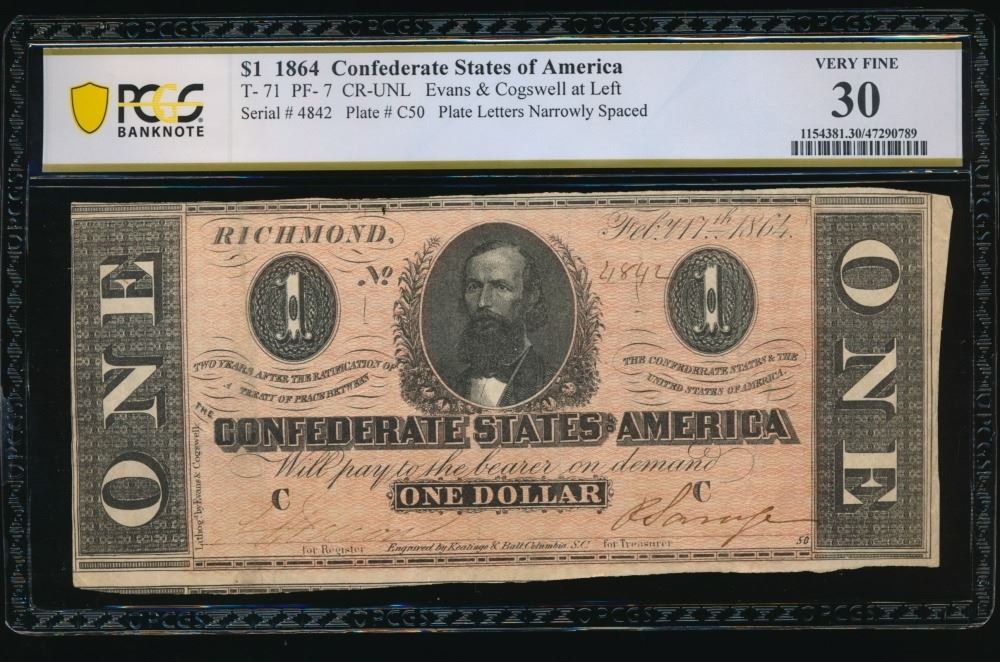 $1 1864 Confederate States of America
T- 71 PF- 7 CR-UNL Evans & Cogswell at Left
Serial # 4842 Plate # C50 Plate Letters Narrowly Spaced
PCGS
BANKNOTE
VERY FINE
30
1154381.30/47290789
RICHMOND.
Feby. 17th 1864.
No
4842
1
1
ONE
ONE
TWO YEARS AFTER THE RATIFICATION OF
A TREATY OF PEACE BETWEEN
THE CONFEDERATE STATES & THE
UNITED STATES OF AMERICA.
THE
CONFEDERATE STATES OF AMERICA
Will pay to the bearer on demand
C ONE DOLLAR C
for Register
Engraved by Keatinge & Ball Columbia, S.C.
for Treasurer
50
Lithog'd by Evans & Cogswell